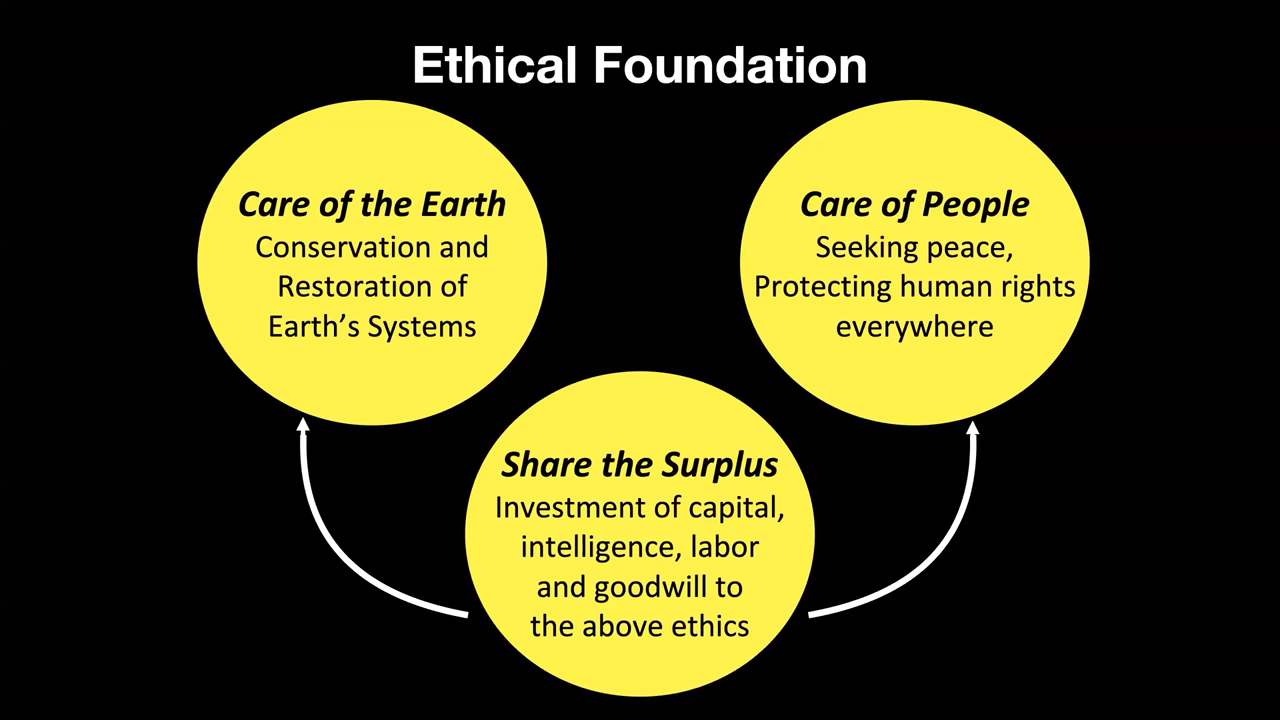 Ethical Foundation
Care of the Earth
Conservation and
Restoration of
Earth’s Systems
Care of People
Seeking peace,
Protecting human rights
everywhere
Share the Surplus
Investment of capital,
intelligence, labor
and goodwill to
the above ethics